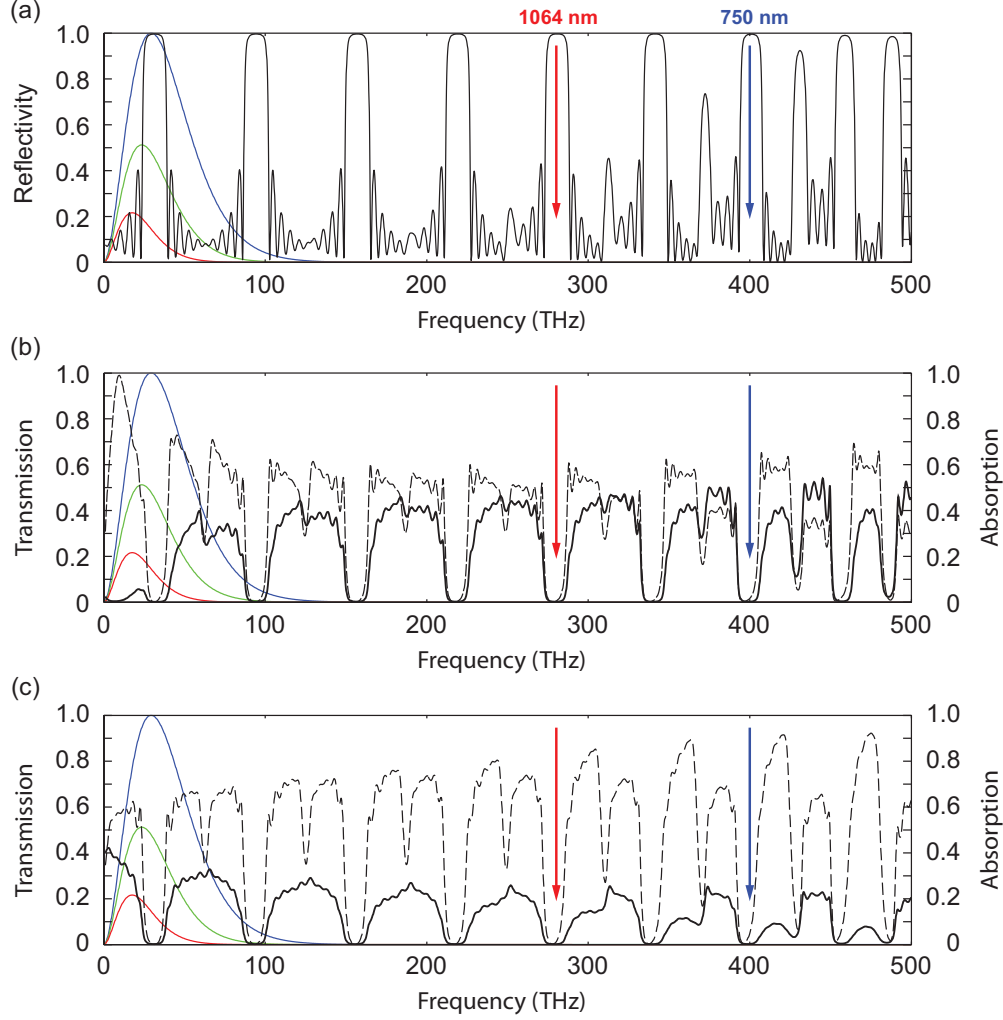 (a)
1064 nm 750 nm
1.0
0.8
0.6
0.4
0.2
0
Reflectivity
0 100 200 300 400 500
Frequency (THz)
(b)
1.0 1.0
0.8 0.8
0.6 0.6
0.4 0.4
0.2 0.2
0 0
Transmission
Absorption
0 100 200 300 400 500
Frequency (THz)
(c)
1.0 1.0
0.8 0.8
0.6 0.6
0.4 0.4
0.2 0.2
0 0
Transmission
Absorption
0 100 200 300 400 500
Frequency (THz)